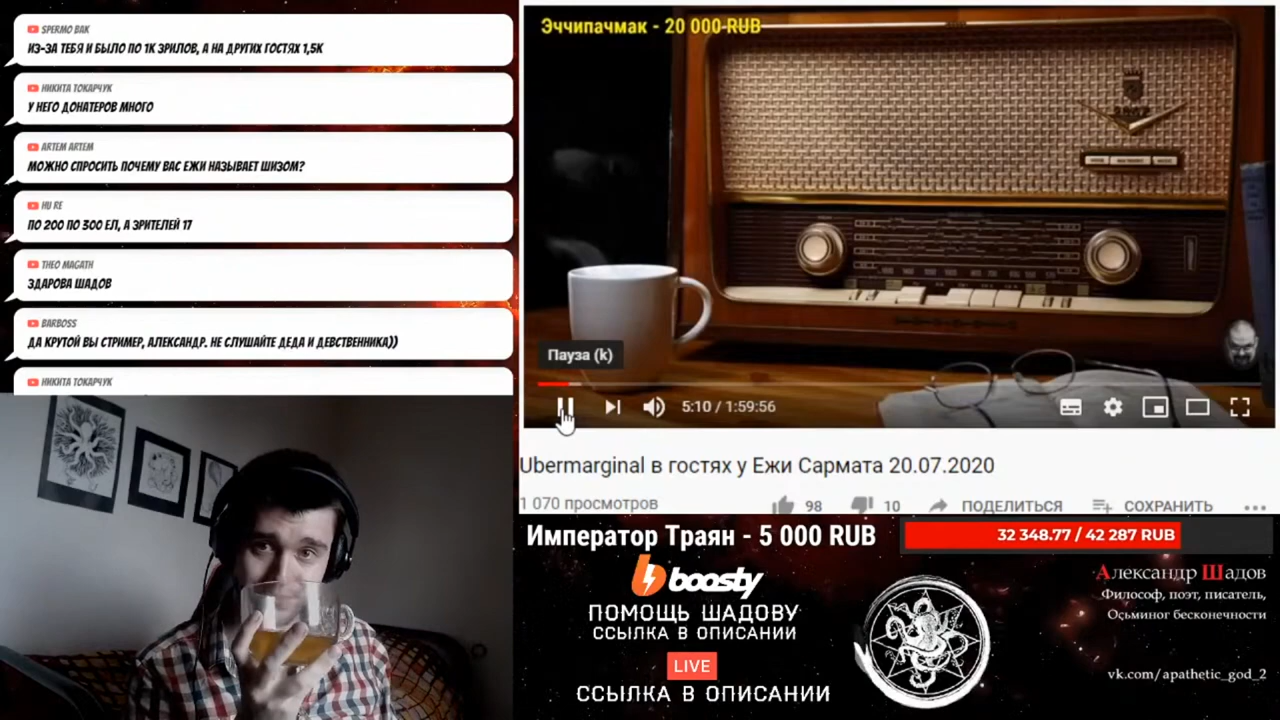 SPERMO BAK
ИЗ-ЗА ТЕБЯ И БЫЛО ПО 1К ЗРИЛОВ, А НА ДРУГИХ ГОСТЯХ 1,5К
НИКИТА ТОКАРЧУК
У НЕГО ДОНАТЕРОВ МНОГО
ARTEM ARTEM
МОЖНО СПРОСИТЬ ПОЧЕМУ ВАС ЕЖИ НАЗЫВАЕТ ШИЗОМ?
HU RE
ПО 200 ПО 300 ЕЛ, А ЗРИТЕЛЕЙ 17
THEO MAGATH
ЗДАРОВА ШАДОВ
BARBOSS
ДА КРУТОЙ ВЫ СТРИМЕР, АЛЕКСАНДР. НЕ СЛУШАЙТЕ ДЕДА И ДЕВСТВЕННИКА))
НИКИТА ТОКАРЧУК
Эччипачмак - 20 000 RUB
Пауза (k)
5:10 / 1:59:56
Ubermarginal в гостях у Ежи Сармата 20.07.2020
1 070 просмотров
98
10
ПОДЕЛИТЬСЯ
СОХРАНИТЬ
Император Траян - 5 000 RUB
32 348.77 / 42 287 RUB
boosty
ПОМОЩЬ ШАДОВУ
ССЫЛКА В ОПИСАНИИ
LIVE
ССЫЛКА В ОПИСАНИИ
Александр Шадов
Философ, поэт, писатель,
Осьминог бесконечности
vk.com/apathetic_god_2